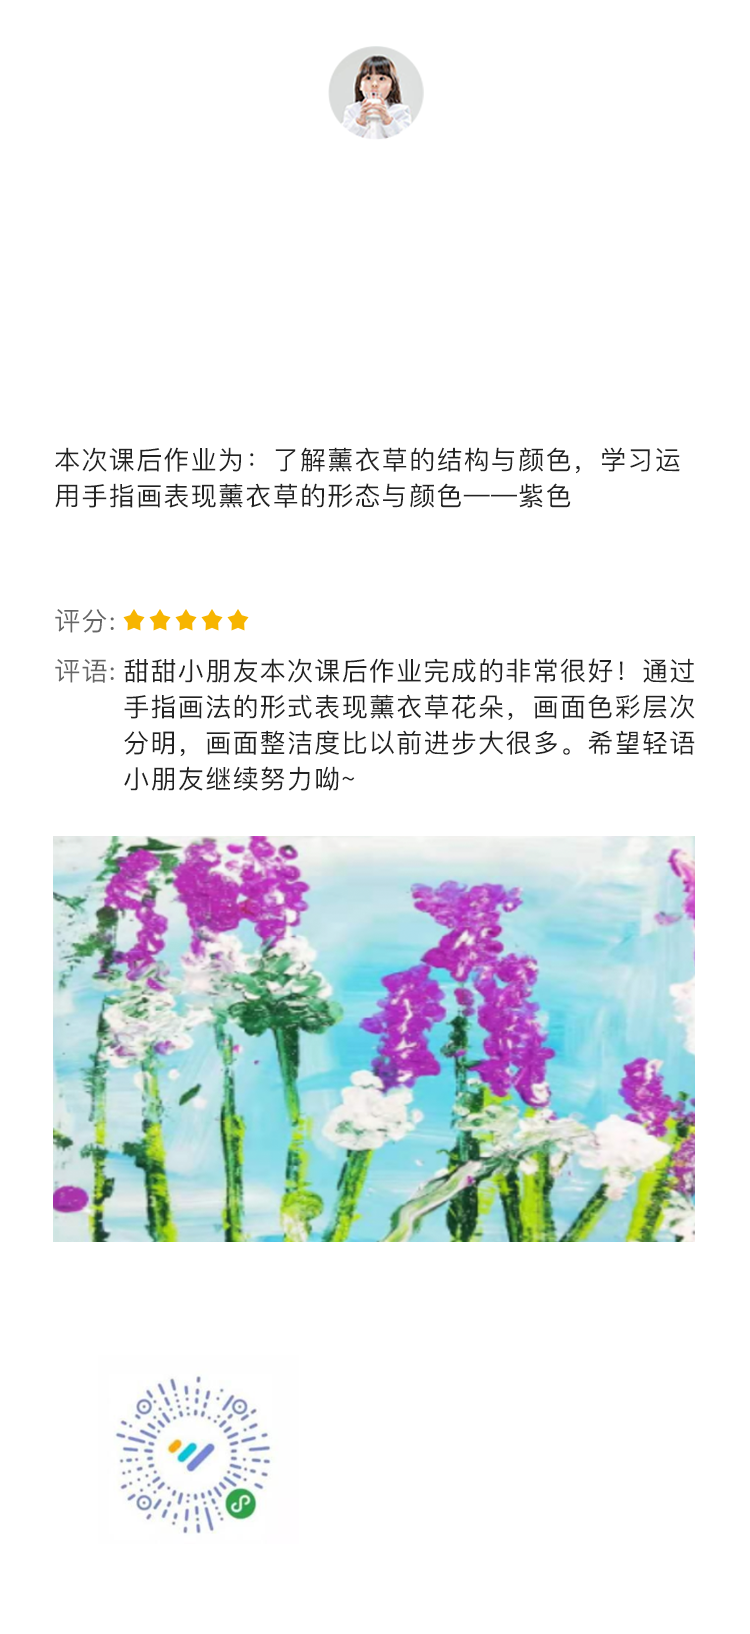 本次课后作业为：了解薰衣草的结构与颜色，学习运
用手指画表现薰衣草的形态与颜色——紫色
评分：
评语：甜甜小朋友本次课后作业完成的非常很好！通过
手指画法的形式表现薰衣草花朵，画面色彩层次
分明，画面整洁度比以前进步大很多。希望轻语
小朋友继续努力呦~